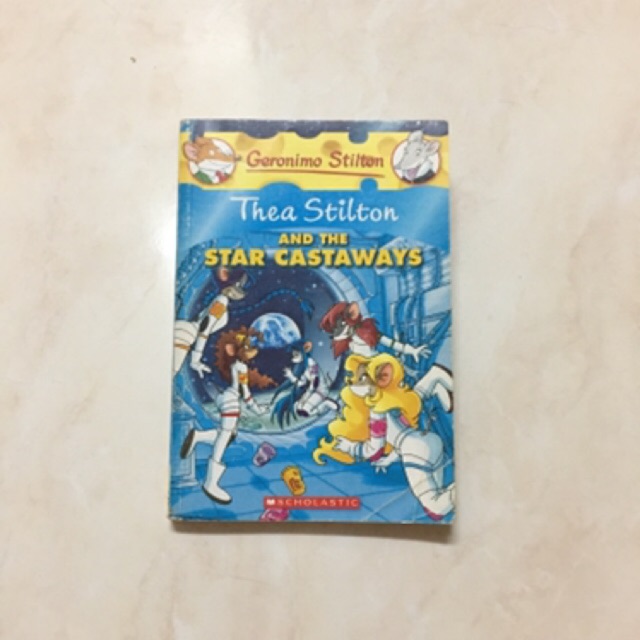 Geronimo Stilton
Thea Stilton
AND THE
STAR CASTAWAYS
SCHOLASTIC